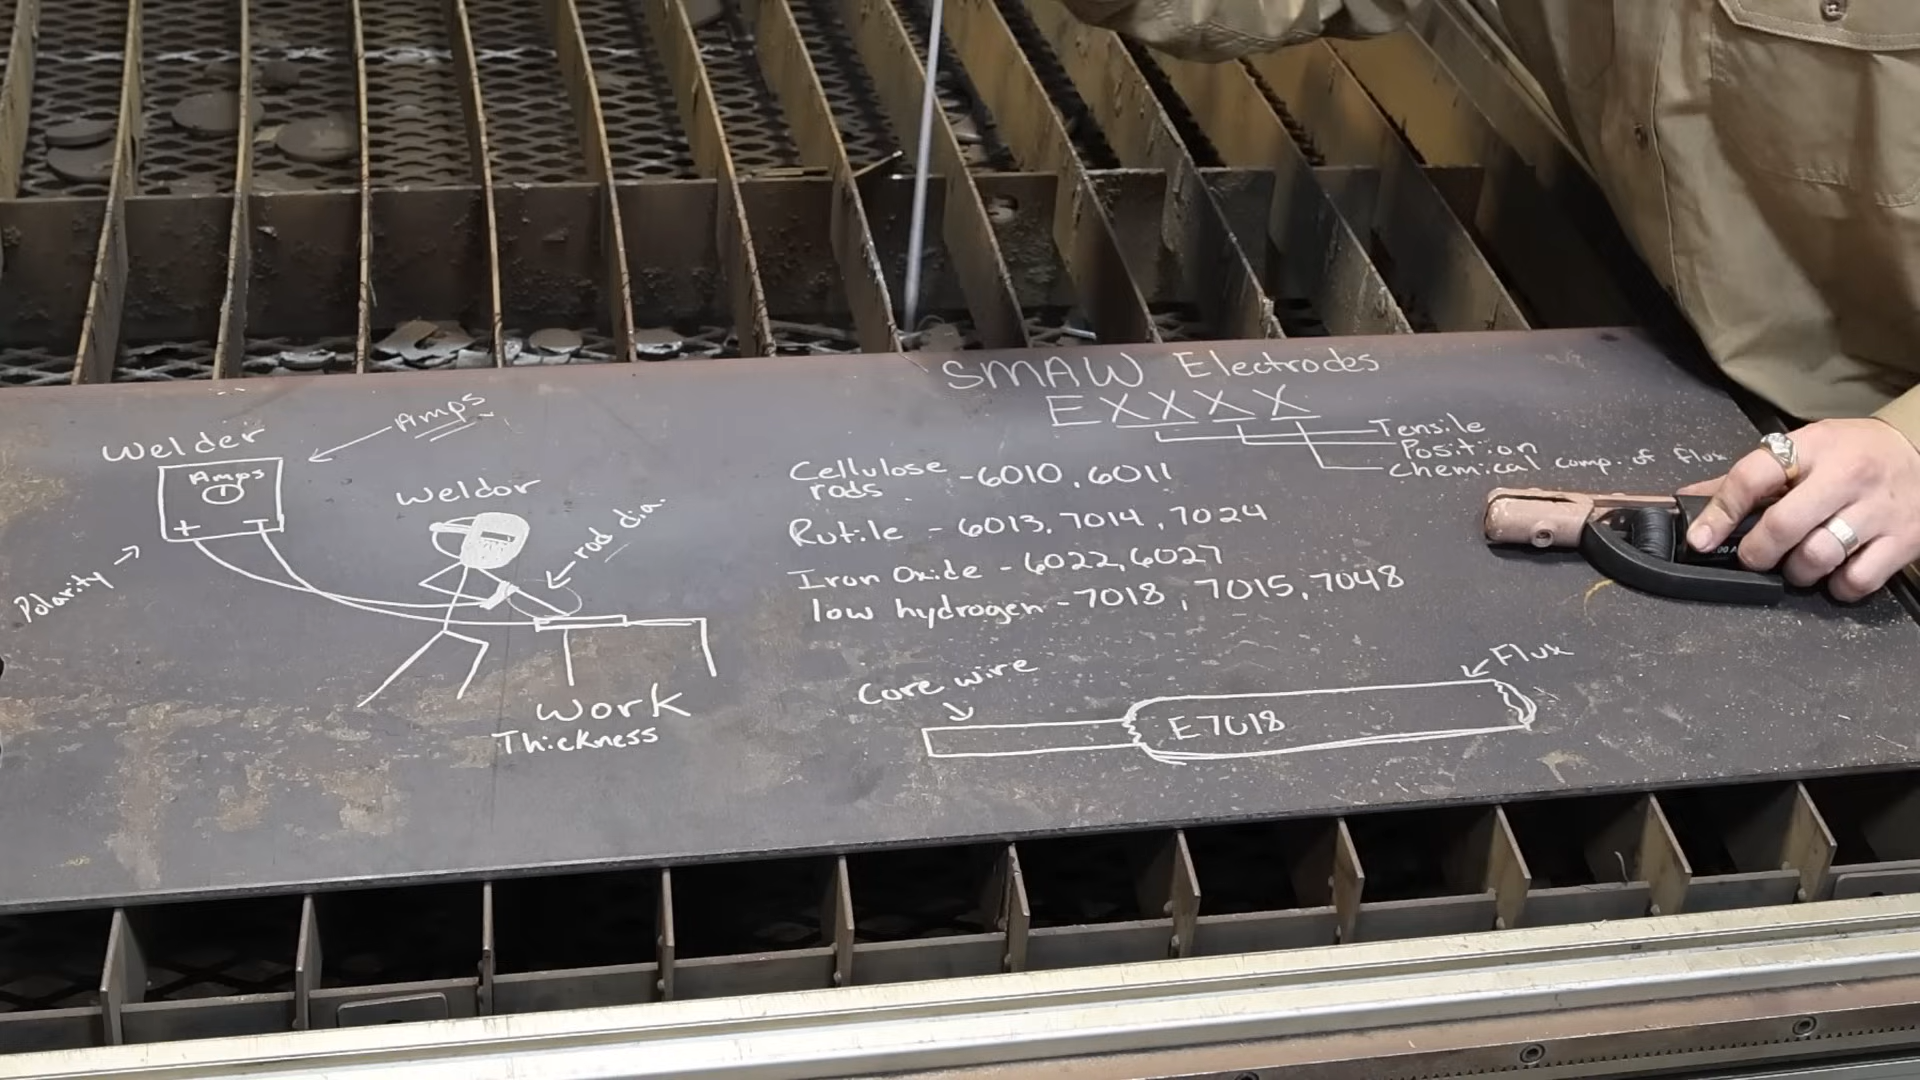 SMAW Electrodes
EXXXX
Tensile
Position
Chemical comp. of Flux
Amps
Welder
Amps
+ -
Polarity
Weldor
rod dia.
Work
Thickness
Cellulose rods - 6010, 6011
Rutile - 6013, 7014, 7024
Iron Oxide - 6022, 6027
low hydrogen - 7018, 7015, 7048
Core wire
Flux
E7018